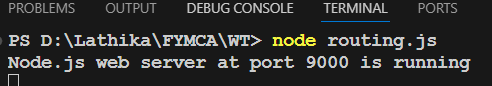 PROBLEMS OUTPUT DEBUG CONSOLE TERMINAL PORTS
PS D:\Lathika\FYMCA\WT> node routing.js
Node.js web server at port 9000 is running